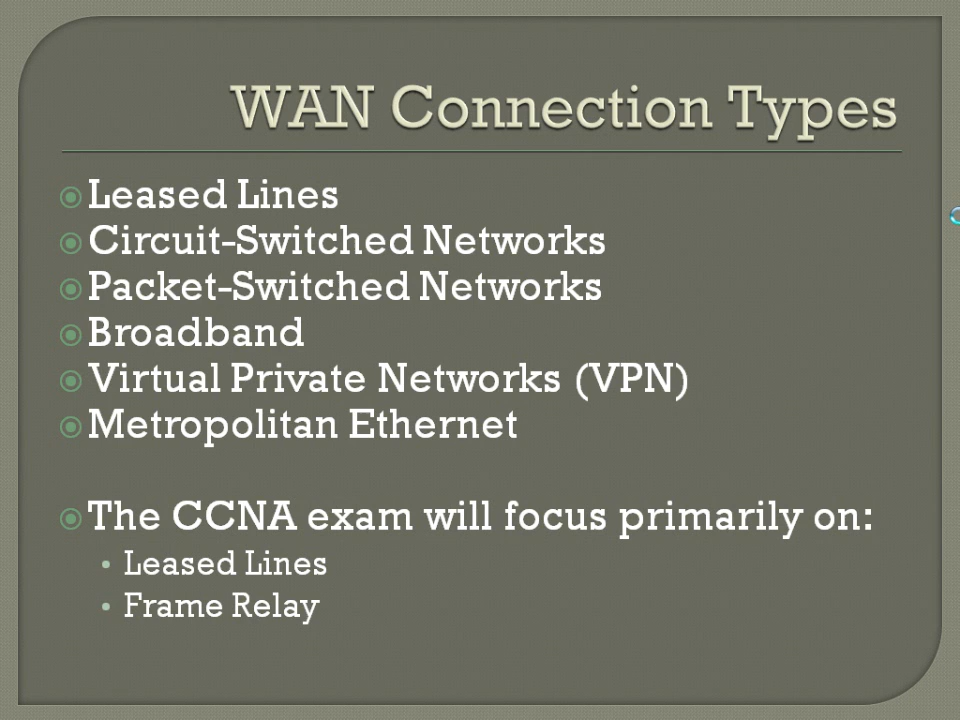 WAN Connection Types
Leased Lines
Circuit-Switched Networks
Packet-Switched Networks
Broadband
Virtual Private Networks (VPN)
Metropolitan Ethernet
The CCNA exam will focus primarily on:
Leased Lines
Frame Relay